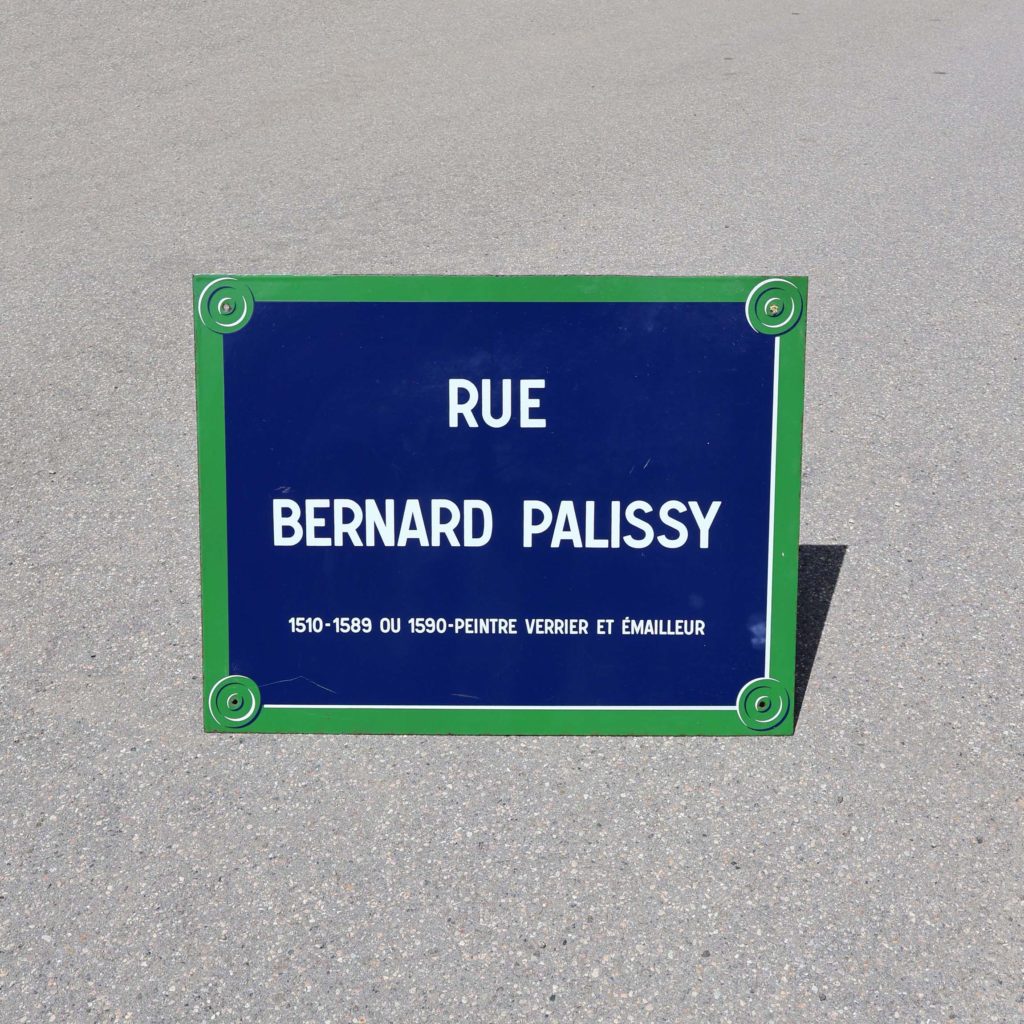 RUE
BERNARD PALISSY
1510-1589 OU 1590-PEINTRE VERRIER ET ÉMAILLEUR